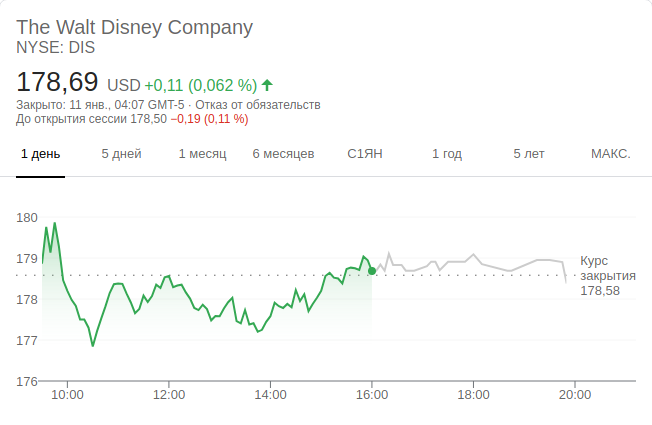 The Walt Disney Company
NYSE: DIS
178,69 USD +0,11 (0,062 %)
Закрыто: 11 янв., 04:07 GMT-5 · Отказ от обязательств
До открытия сессии 178,50 −0,19 (0,11 %)
1 день 5 дней 1 месяц 6 месяцев С1ЯН 1 год 5 лет МАКС.
180
179
178
177
176
Курс
закрытия
178,58
10:00 12:00 14:00 16:00 18:00 20:00